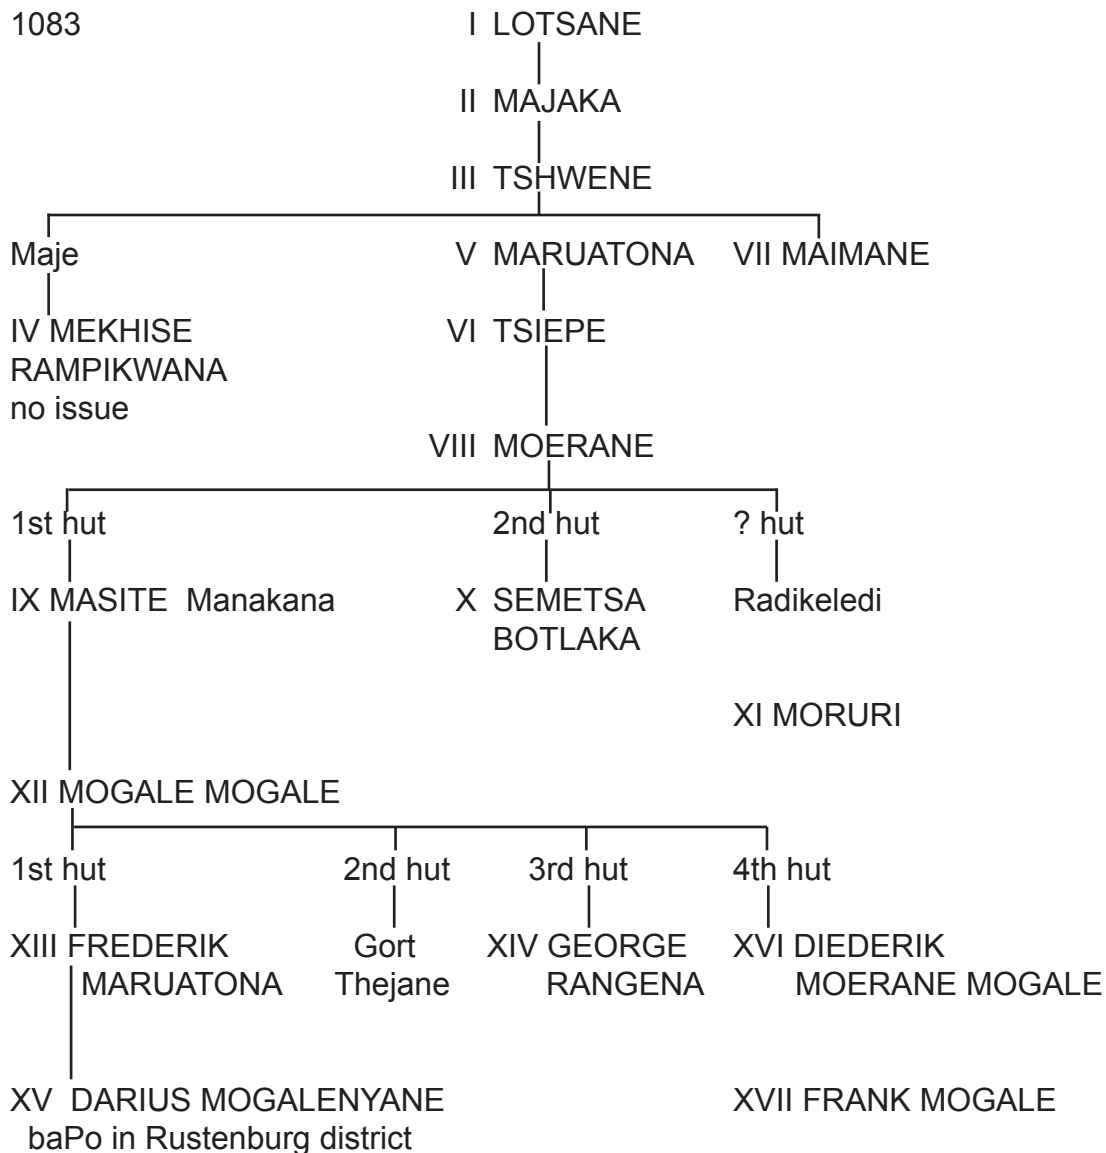 1083 I LOTSANE
II MAJAKA
III TSHWENE
Maje V MARUATONA VII MAIMANE
IV MEKHISE VI TSIEPE
RAMPIKWANA
no issue
VIII MOERANE
1st hut 2nd hut ? hut
IX MASITE Manakana X SEMETSA Radikeledi
BOTLAKA
XI MORURI
XII MOGALE MOGALE
1st hut 2nd hut 3rd hut 4th hut
XIII FREDERIK Gort XIV GEORGE XVI DIEDERIK
MARUATONA Thejane RANGENA MOERANE MOGALE
XV DARIUS MOGALENYANE XVII FRANK MOGALE
baPo in Rustenburg district